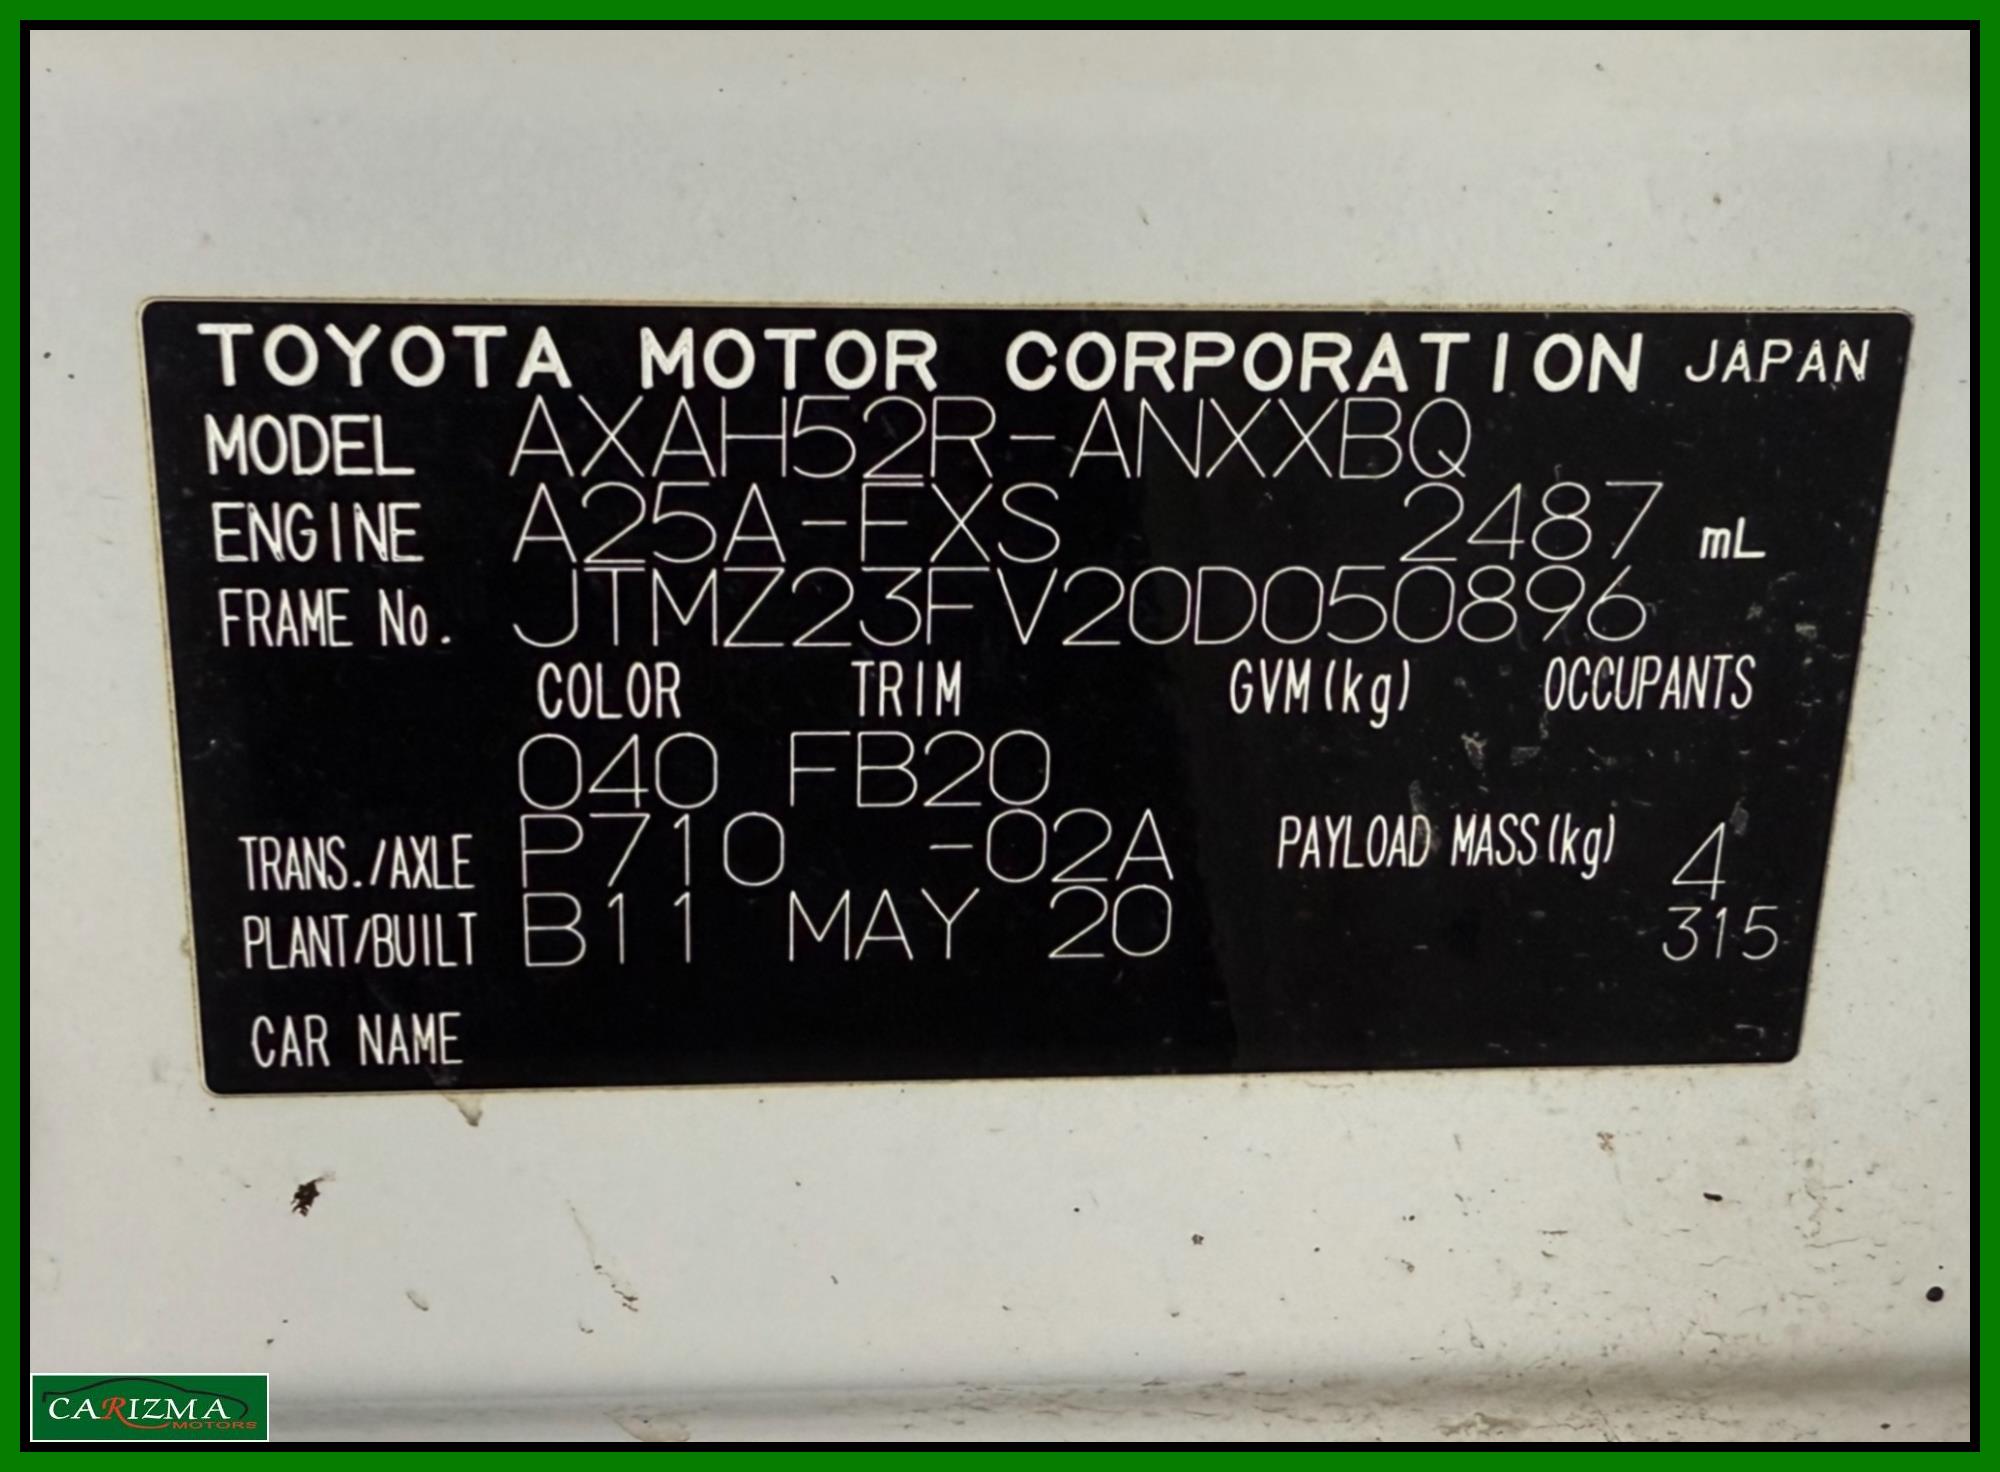 TOYOTA MOTOR CORPORATION JAPAN
MODEL AXAH52R-ANXXBQ
ENGINE A25A-FXS 2487 mL
FRAME No. JTMZ23FV20D050896
COLOR TRIM GVM(kg) OCCUPANTS
040 FB20
TRANS./AXLE P710 -02A PAYLOAD MASS(kg) 4
PLANT/BUILT B11 MAY 20 315
CAR NAME
CARIZMA
MOTORS